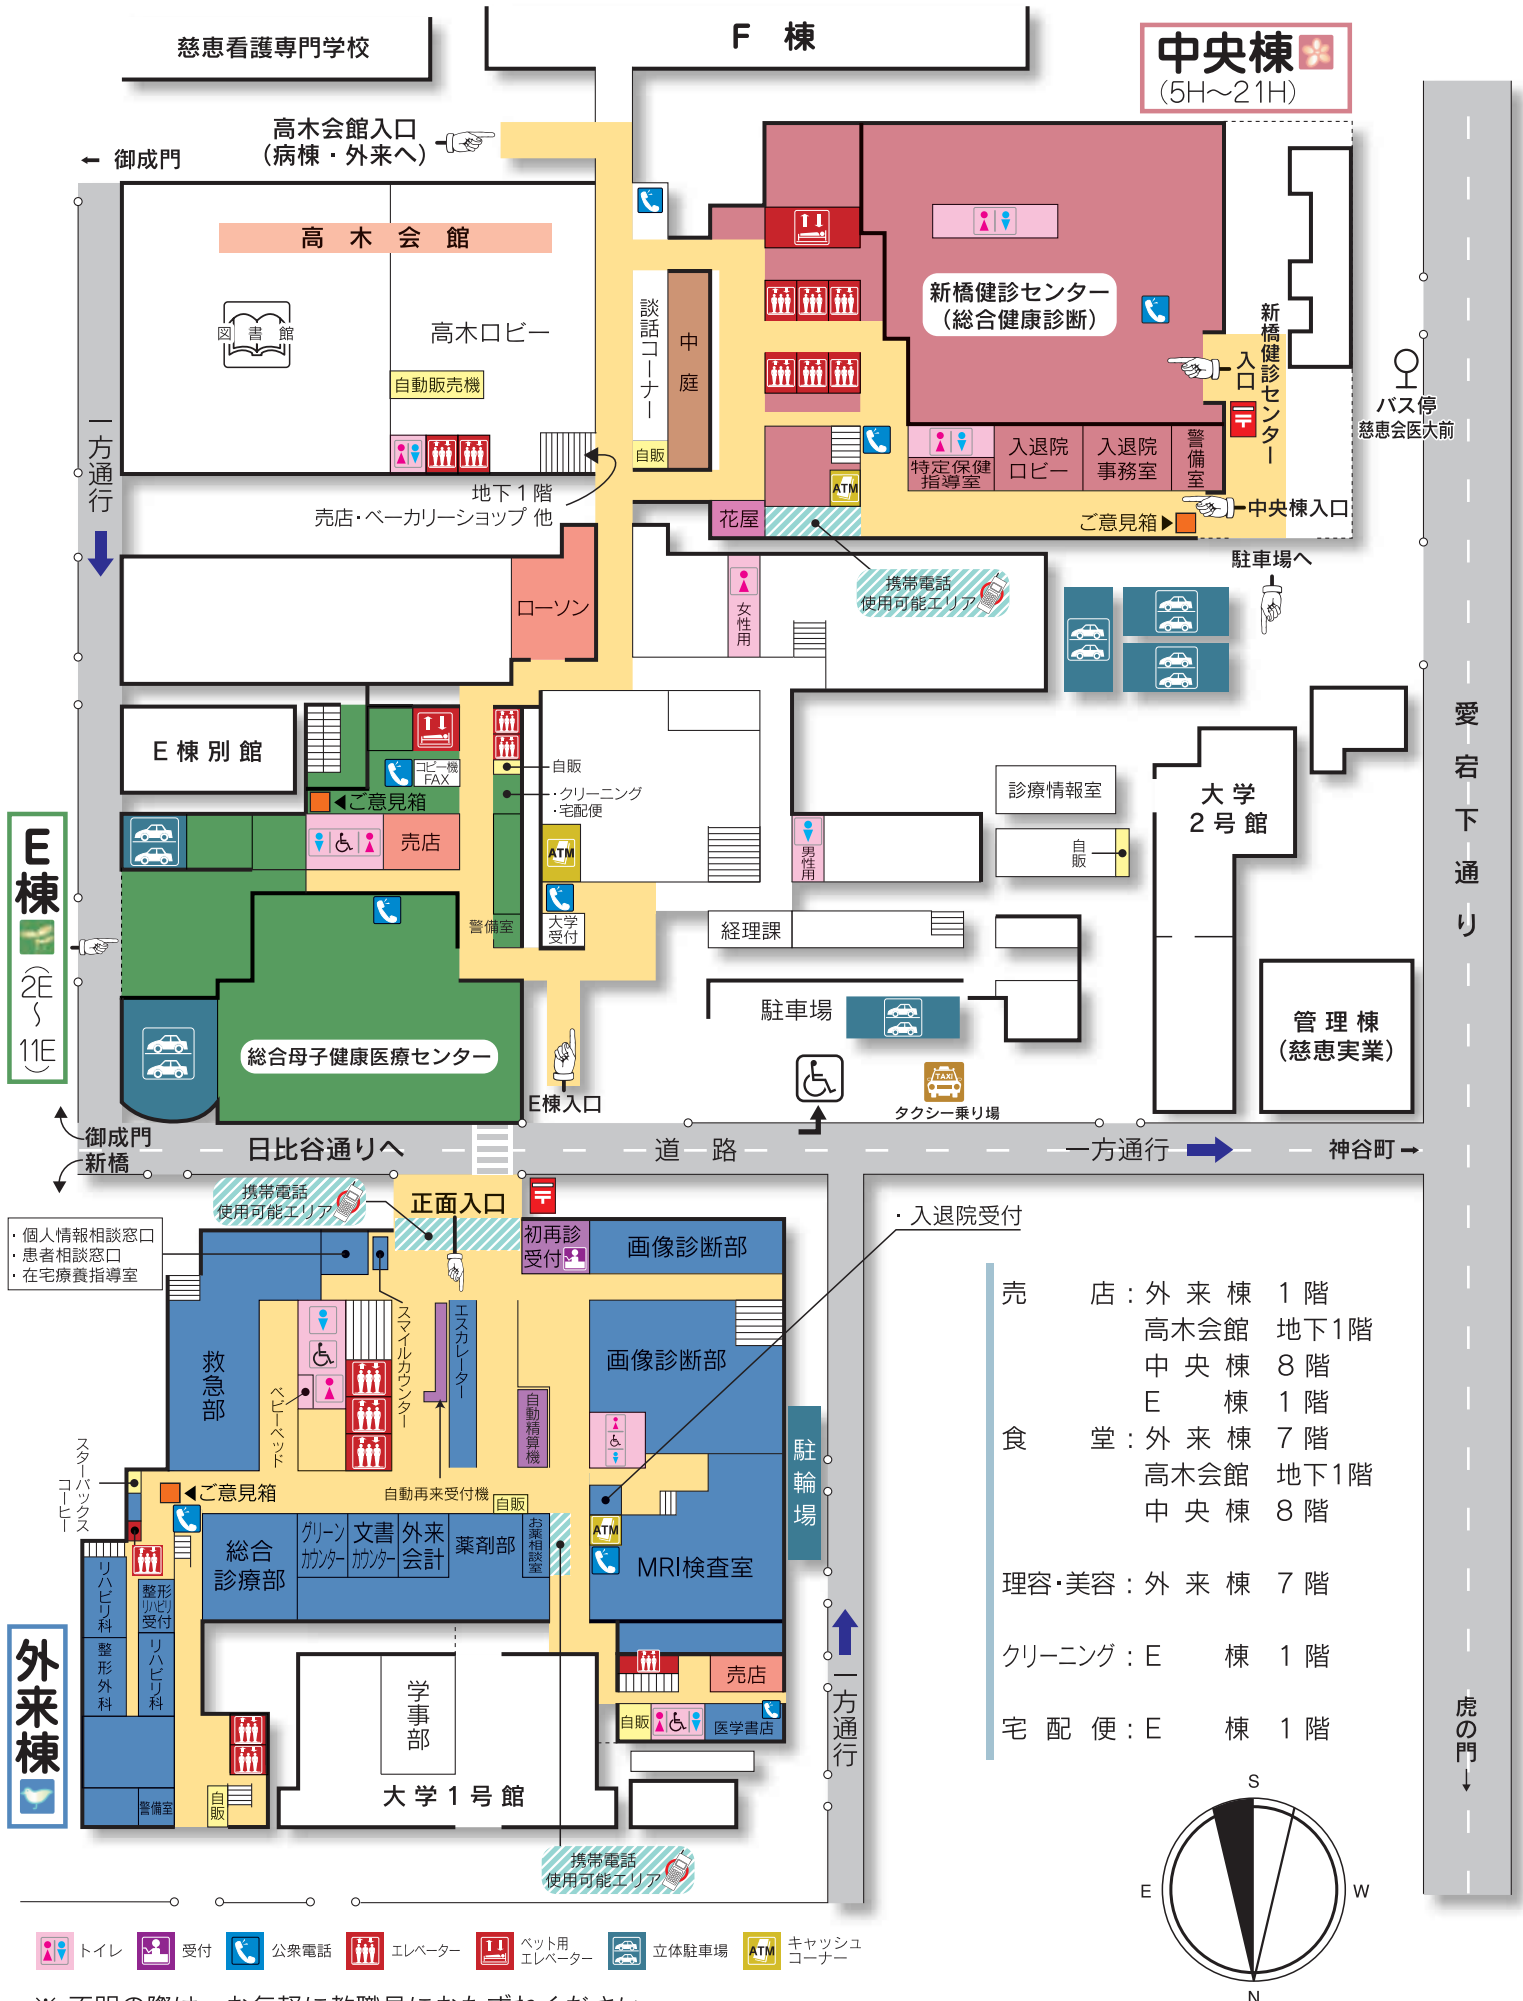 慈恵看護専門学校
F 棟
中央棟
(5H〜21H)
高木会館入口
(病棟・外来へ)
← 御成門
高木会館
図書館
高木ロビー
自動販売機
談話コーナー
中庭
自販
新橋健診センター
(総合健康診断)
新橋健診センター
入口
バス停
慈恵会医大前
一方通行
地下1階
売店・ベーカリーショップ 他
ATM
特定保健
指導室
入退院
ロビー
入退院
事務室
警備室
花屋
ご意見箱▶
中央棟入口
駐車場へ
携帯電話
使用可能エリア
ローソン
女性用
E棟別館
コピー機
FAX
◀ご意見箱
自販
・クリーニング
・宅配便
売店
ATM
警備室
大学
受付
男性用
診療情報室
自販
大学
2号館
愛宕下通り
経理課
E棟
(2E〜11E)
総合母子健康医療センター
駐車場
管理棟
(慈恵実業)
E棟入口
TAXI
タクシー乗り場
御成門
新橋
日比谷通りへ
道路
一方通行
神谷町→
携帯電話
使用可能エリア
正面入口
・個人情報相談窓口
・患者相談窓口
・在宅療養指導室
初再診
受付
画像診断部
・入退院受付
救急部
ベビーベッド
スマイルカウンター
エスカレーター
自動精算機
画像診断部
駐輪場
スターバックス
コーヒー
◀ご意見箱
自動再来受付機
自販
総合
診療部
グリーン
カウンター
文書
カウンター
外来
会計
薬剤部
お薬相談室
ATM
MRI検査室
リハビリ科
整形
リハビリ
受付
整形外科
リハビリ科
外来棟
警備室
自販
学事部
大学1号館
売店
自販
医学書店
一方通行
携帯電話
使用可能エリア
売店:外来棟 1階
高木会館 地下1階
中央棟 8階
E棟 1階
食堂:外来棟 7階
高木会館 地下1階
中央棟 8階
理容・美容:外来棟 7階
クリーニング:E棟 1階
宅配便:E棟 1階
虎の門→
S
E
W
N
トイレ
受付
公衆電話
エレベーター
ベット用
エレベーター
立体駐車場
ATM
キャッシュ
コーナー